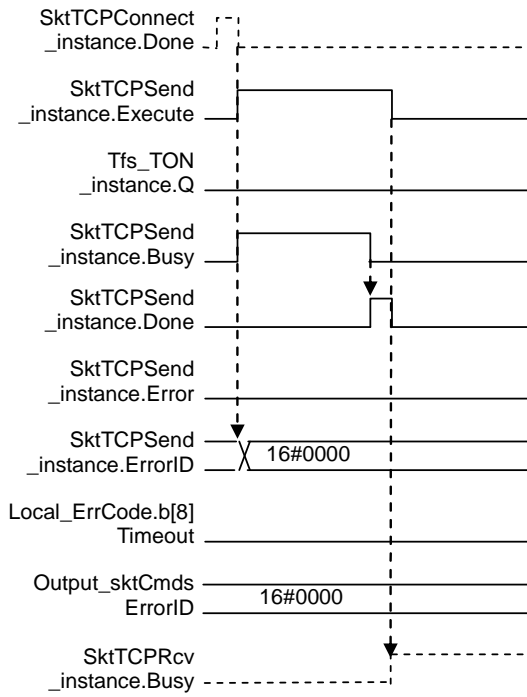 SktTCPConnect
_instance.Done
SktTCPSend
_instance.Execute
Tfs_TON
_instance.Q
SktTCPSend
_instance.Busy
SktTCPSend
_instance.Done
SktTCPSend
_instance.Error
SktTCPSend
_instance.ErrorID
16#0000
Local_ErrCode.b[8]
Timeout
Output_sktCmds
ErrorID
16#0000
SktTCPRcv
_instance.Busy